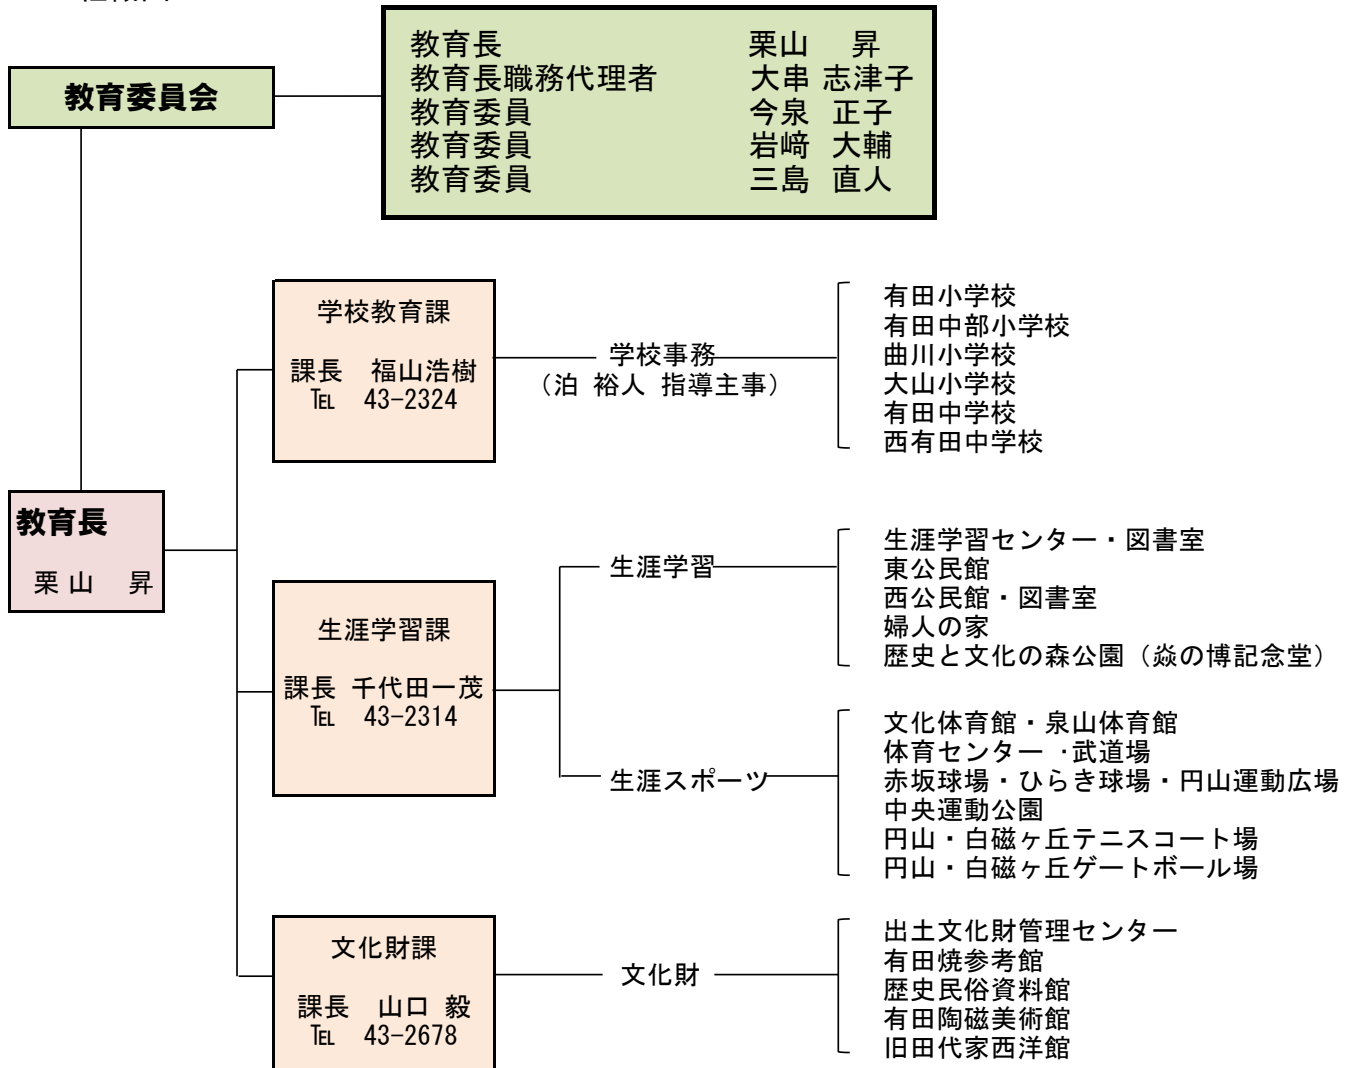 教育長 栗山 昇
教育長職務代理者 大串 志津子
教育委員 今泉 正子
教育委員 岩﨑 大輔
教育委員 三島 直人
教育委員会
学校教育課
課長 福山浩樹
℡ 43-2324
学校事務
（泊 裕人 指導主事）
有田小学校
有田中部小学校
曲川小学校
大山小学校
有田中学校
西有田中学校
教育長
栗山 昇
生涯学習課
課長 千代田一茂
℡ 43-2314
生涯学習
生涯学習センター・図書室
東公民館
西公民館・図書室
婦人の家
歴史と文化の森公園（焱の博記念堂）
生涯スポーツ
文化体育館・泉山体育館
体育センター ・武道場
赤坂球場・ひらき球場・円山運動広場
中央運動公園
円山・白磁ヶ丘テニスコート場
円山・白磁ヶ丘ゲートボール場
文化財課
課長 山口 毅
℡ 43-2678
文化財
出土文化財管理センター
有田焼参考館
歴史民俗資料館
有田陶磁美術館
旧田代家西洋館